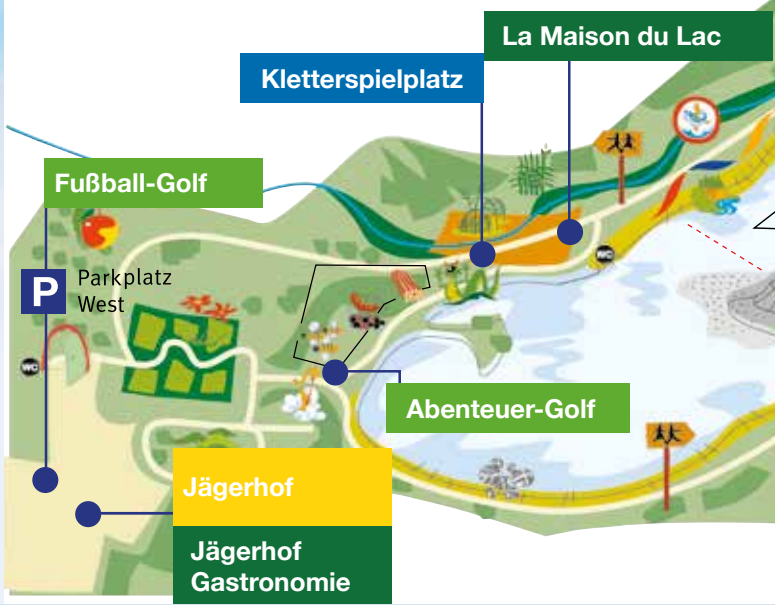 La Maison du Lac
Kletterspielplatz
Fußball-Golf
P Parkplatz
West
WC
WC
Abenteuer-Golf
Jägerhof
Jägerhof
Gastronomie